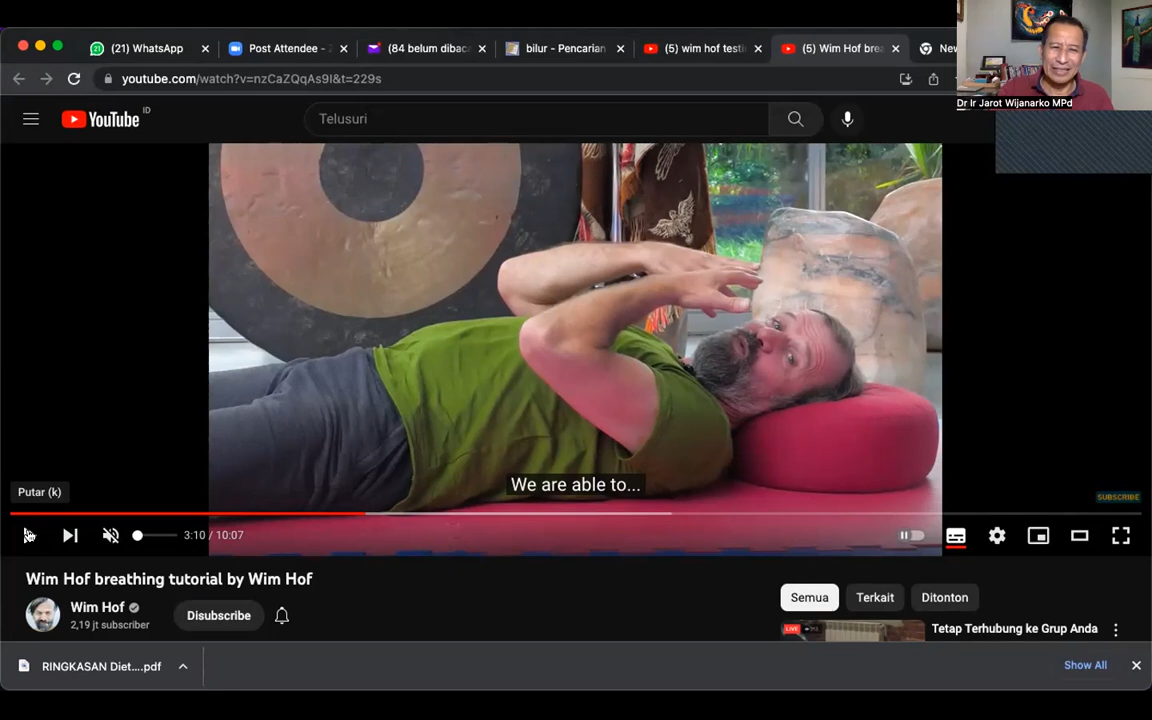 (21) WhatsApp
Post Attendee -
(84 belum dibac
bilur - Pencarian
(5) wim hof testi
(5) Wim Hof brea
New
youtube.com/watch?v=nzCaZQqAs9I&t=229s
Dr Ir Jarot Wijanarko MPd
YouTube ID
Telusuri
We are able to...
Putar (k)
SUBSCRIBE
3:10 / 10:07
Wim Hof breathing tutorial by Wim Hof
Wim Hof
2,19 jt subscriber
Disubscribe
Semua
Terkait
Ditonton
LIVE
Tetap Terhubung ke Grup Anda
RINGKASAN Diet....pdf
Show All